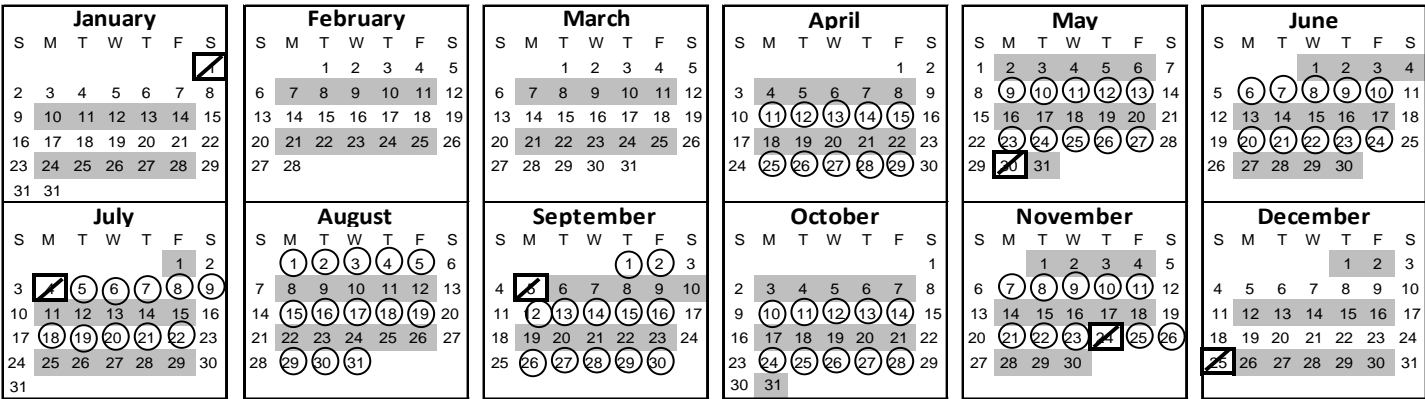 January
S M T W T F S
1
2 3 4 5 6 7 8
9 10 11 12 13 14 15
16 17 18 19 20 21 22
23 24 25 26 27 28 29
31 31
February
S M T W T F S
1 2 3 4 5
6 7 8 9 10 11 12
13 14 15 16 17 18 19
20 21 22 23 24 25 26
27 28
March
S M T W T F S
1 2 3 4 5
6 7 8 9 10 11 12
13 14 15 16 17 18 19
20 21 22 23 24 25 26
27 28 29 30 31
April
S M T W T F S
1 2
3 4 5 6 7 8 9
10 11 12 13 14 15 16
17 18 19 20 21 22 23
24 25 26 27 28 29 30
May
S M T W T F S
1 2 3 4 5 6 7
8 9 10 11 12 13 14
15 16 17 18 19 20 21
22 23 24 25 26 27 28
29 30 31
June
S M T W T F S
1 2 3 4
5 6 7 8 9 10 11
12 13 14 15 16 17 18
19 20 21 22 23 24 25
26 27 28 29 30
July
S M T W T F S
1 2
3 4 5 6 7 8 9
10 11 12 13 14 15 16
17 18 19 20 21 22 23
24 25 26 27 28 29 30
31
August
S M T W T F S
1 2 3 4 5 6
7 8 9 10 11 12 13
14 15 16 17 18 19 20
21 22 23 24 25 26 27
28 29 30 31
September
S M T W T F S
1 2 3
4 5 6 7 8 9 10
11 12 13 14 15 16 17
18 19 20 21 22 23 24
25 26 27 28 29 30
October
S M T W T F S
1
2 3 4 5 6 7 8
9 10 11 12 13 14 15
16 17 18 19 20 21 22
23 24 25 26 27 28 29
30 31
November
S M T W T F S
1 2 3 4 5
6 7 8 9 10 11 12
13 14 15 16 17 18 19
20 21 22 23 24 25 26
27 28 29 30
December
S M T W T F S
1 2 3
4 5 6 7 8 9 10
11 12 13 14 15 16 17
18 19 20 21 22 23 24
25 26 27 28 29 30 31